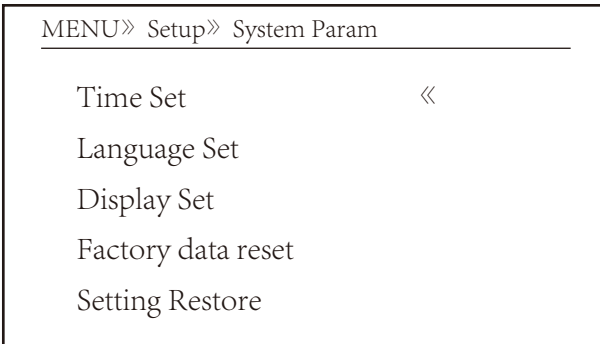 MENU» Setup» System Param
Time Set «
Language Set
Display Set
Factory data reset
Setting Restore